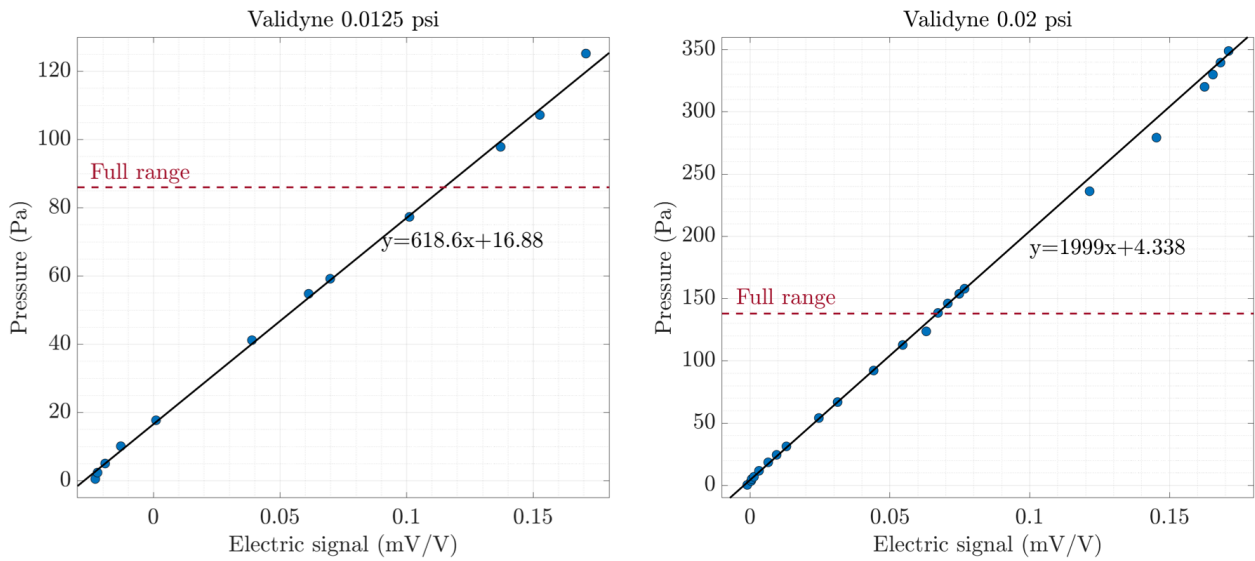 Validyne 0.0125 psi
Pressure (Pa)
120
100
80
60
40
20
0
Full range
y=618.6x+16.88
0 0.05 0.1 0.15
Electric signal (mV/V)
Validyne 0.02 psi
Pressure (Pa)
350
300
250
200
150
100
50
0
y=1999x+4.338
Full range
0 0.05 0.1 0.15
Electric signal (mV/V)